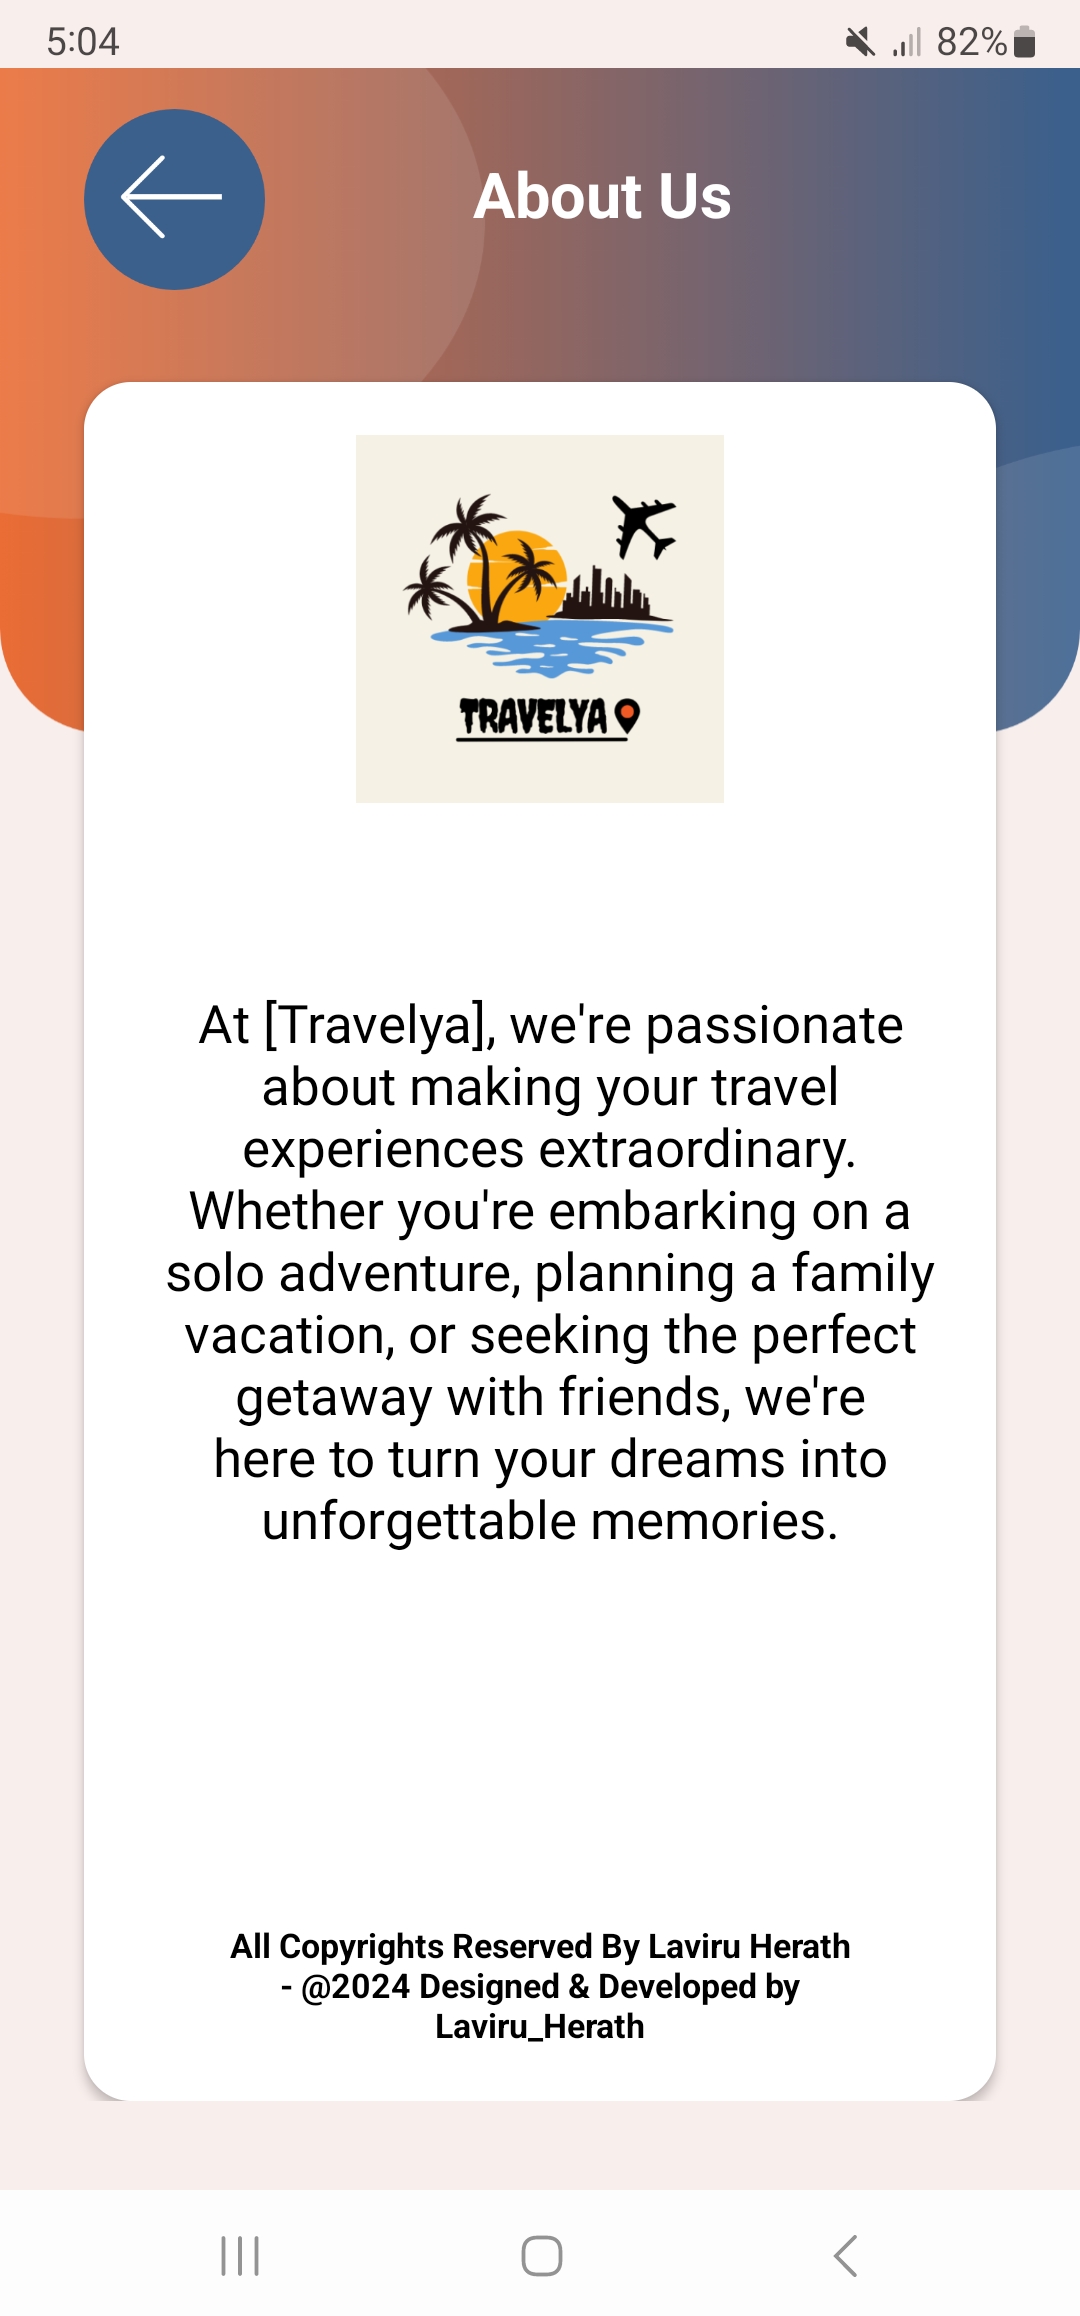 5:04
82%
About Us
TRAVELYA
At [Travelya], we're passionate
about making your travel
experiences extraordinary.
Whether you're embarking on a
solo adventure, planning a family
vacation, or seeking the perfect
getaway with friends, we're
here to turn your dreams into
unforgettable memories.
All Copyrights Reserved By Laviru Herath
- @2024 Designed & Developed by
Laviru_Herath